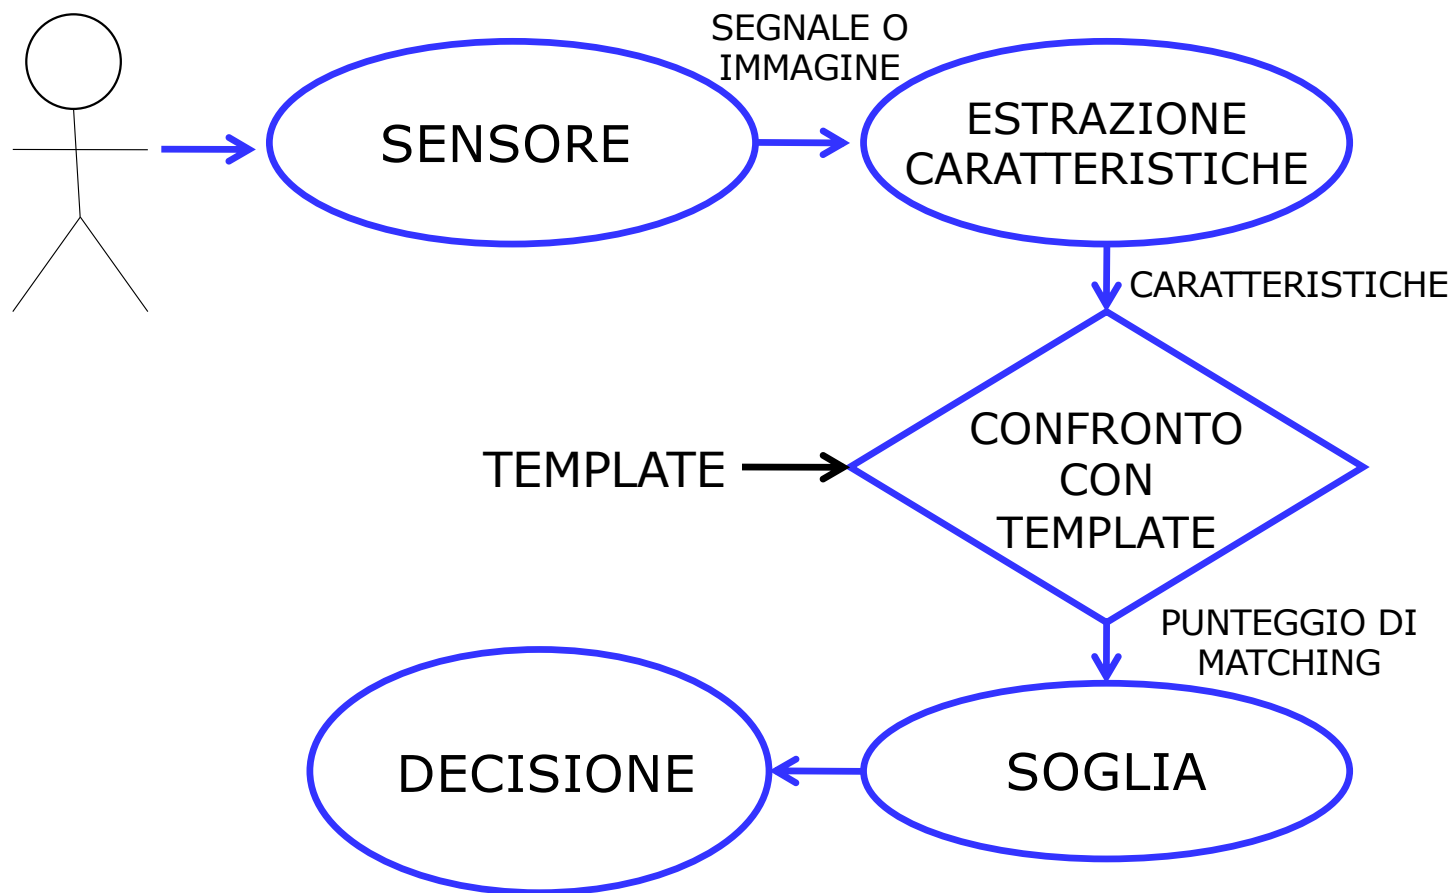 SEGNALE O
IMMAGINE
SENSORE
ESTRAZIONE
CARATTERISTICHE
CARATTERISTICHE
CONFRONTO
CON
TEMPLATE
TEMPLATE
PUNTEGGIO DI
MATCHING
SOGLIA
DECISIONE